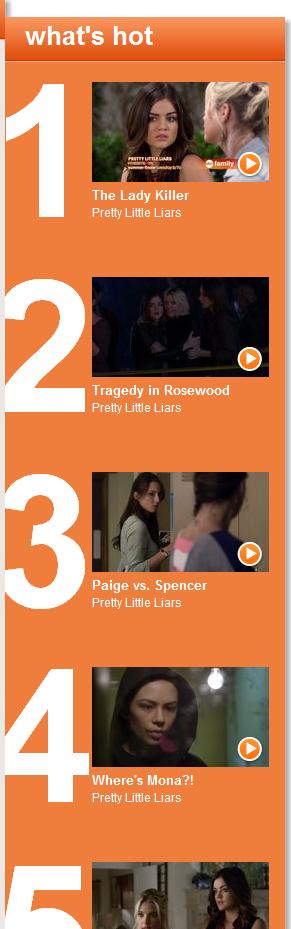 what's hot
1
PRETTY LITTLE LIARS
abc family
The Lady Killer
Pretty Little Liars
2
Tragedy in Rosewood
Pretty Little Liars
3
Paige vs. Spencer
Pretty Little Liars
4
Where's Mona?!
Pretty Little Liars
5